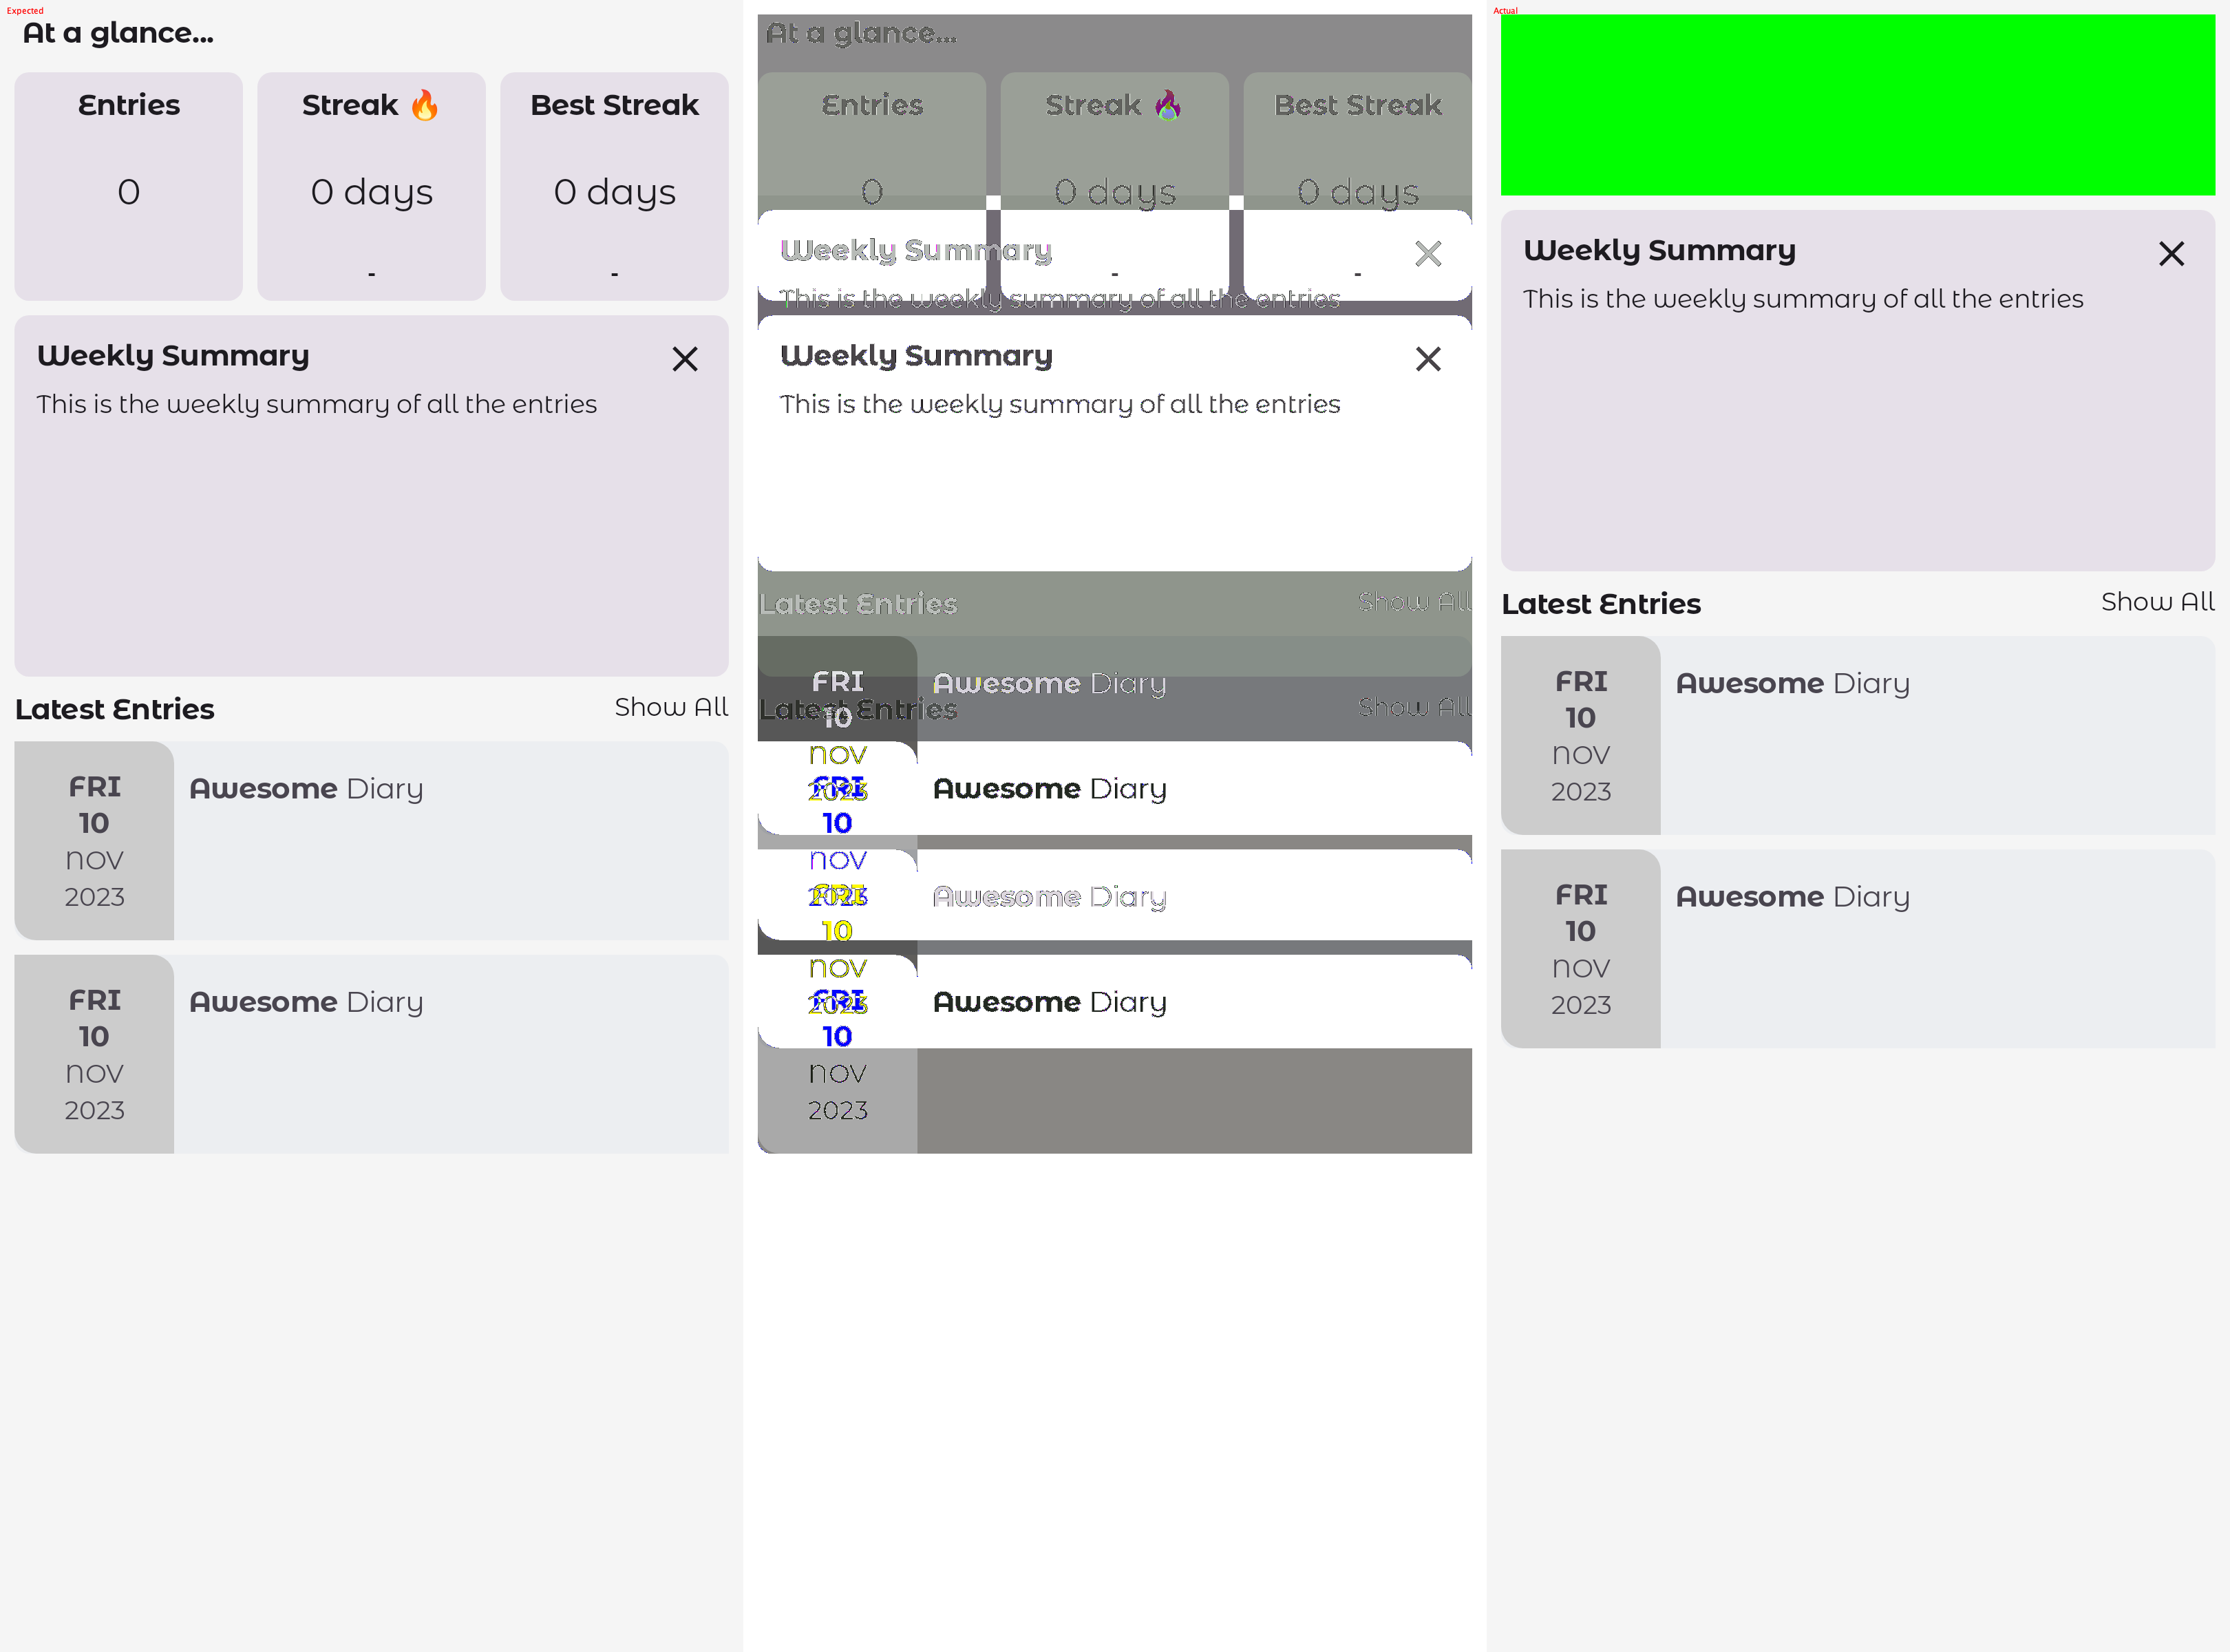 Expected
At a glance...
Entries
Streak 🔥
Best Streak
0
0 days
0 days
-
-
Weekly Summary
This is the weekly summary of all the entries
Latest Entries
Show All
FRI
10
NOV
2023
Awesome Diary
FRI
10
NOV
2023
Awesome Diary
At a glance...
Entries
Streak
Best Streak
0
0 days
0 days
Weekly Summary
-
-
This is the weekly summary of all the entries
Weekly Summary
This is the weekly summary of all the entries
Latest Entries
Show All
FRI
10
Awesome Diary
Latest Entries
Show All
NOV
FRI
2023
10
Awesome Diary
NOV
2023
FRI
10
Awesome Diary
NOV
2023
FRI
10
Awesome Diary
NOV
2023
Actual
Weekly Summary
This is the weekly summary of all the entries
Latest Entries
Show All
FRI
10
NOV
2023
Awesome Diary
FRI
10
NOV
2023
Awesome Diary